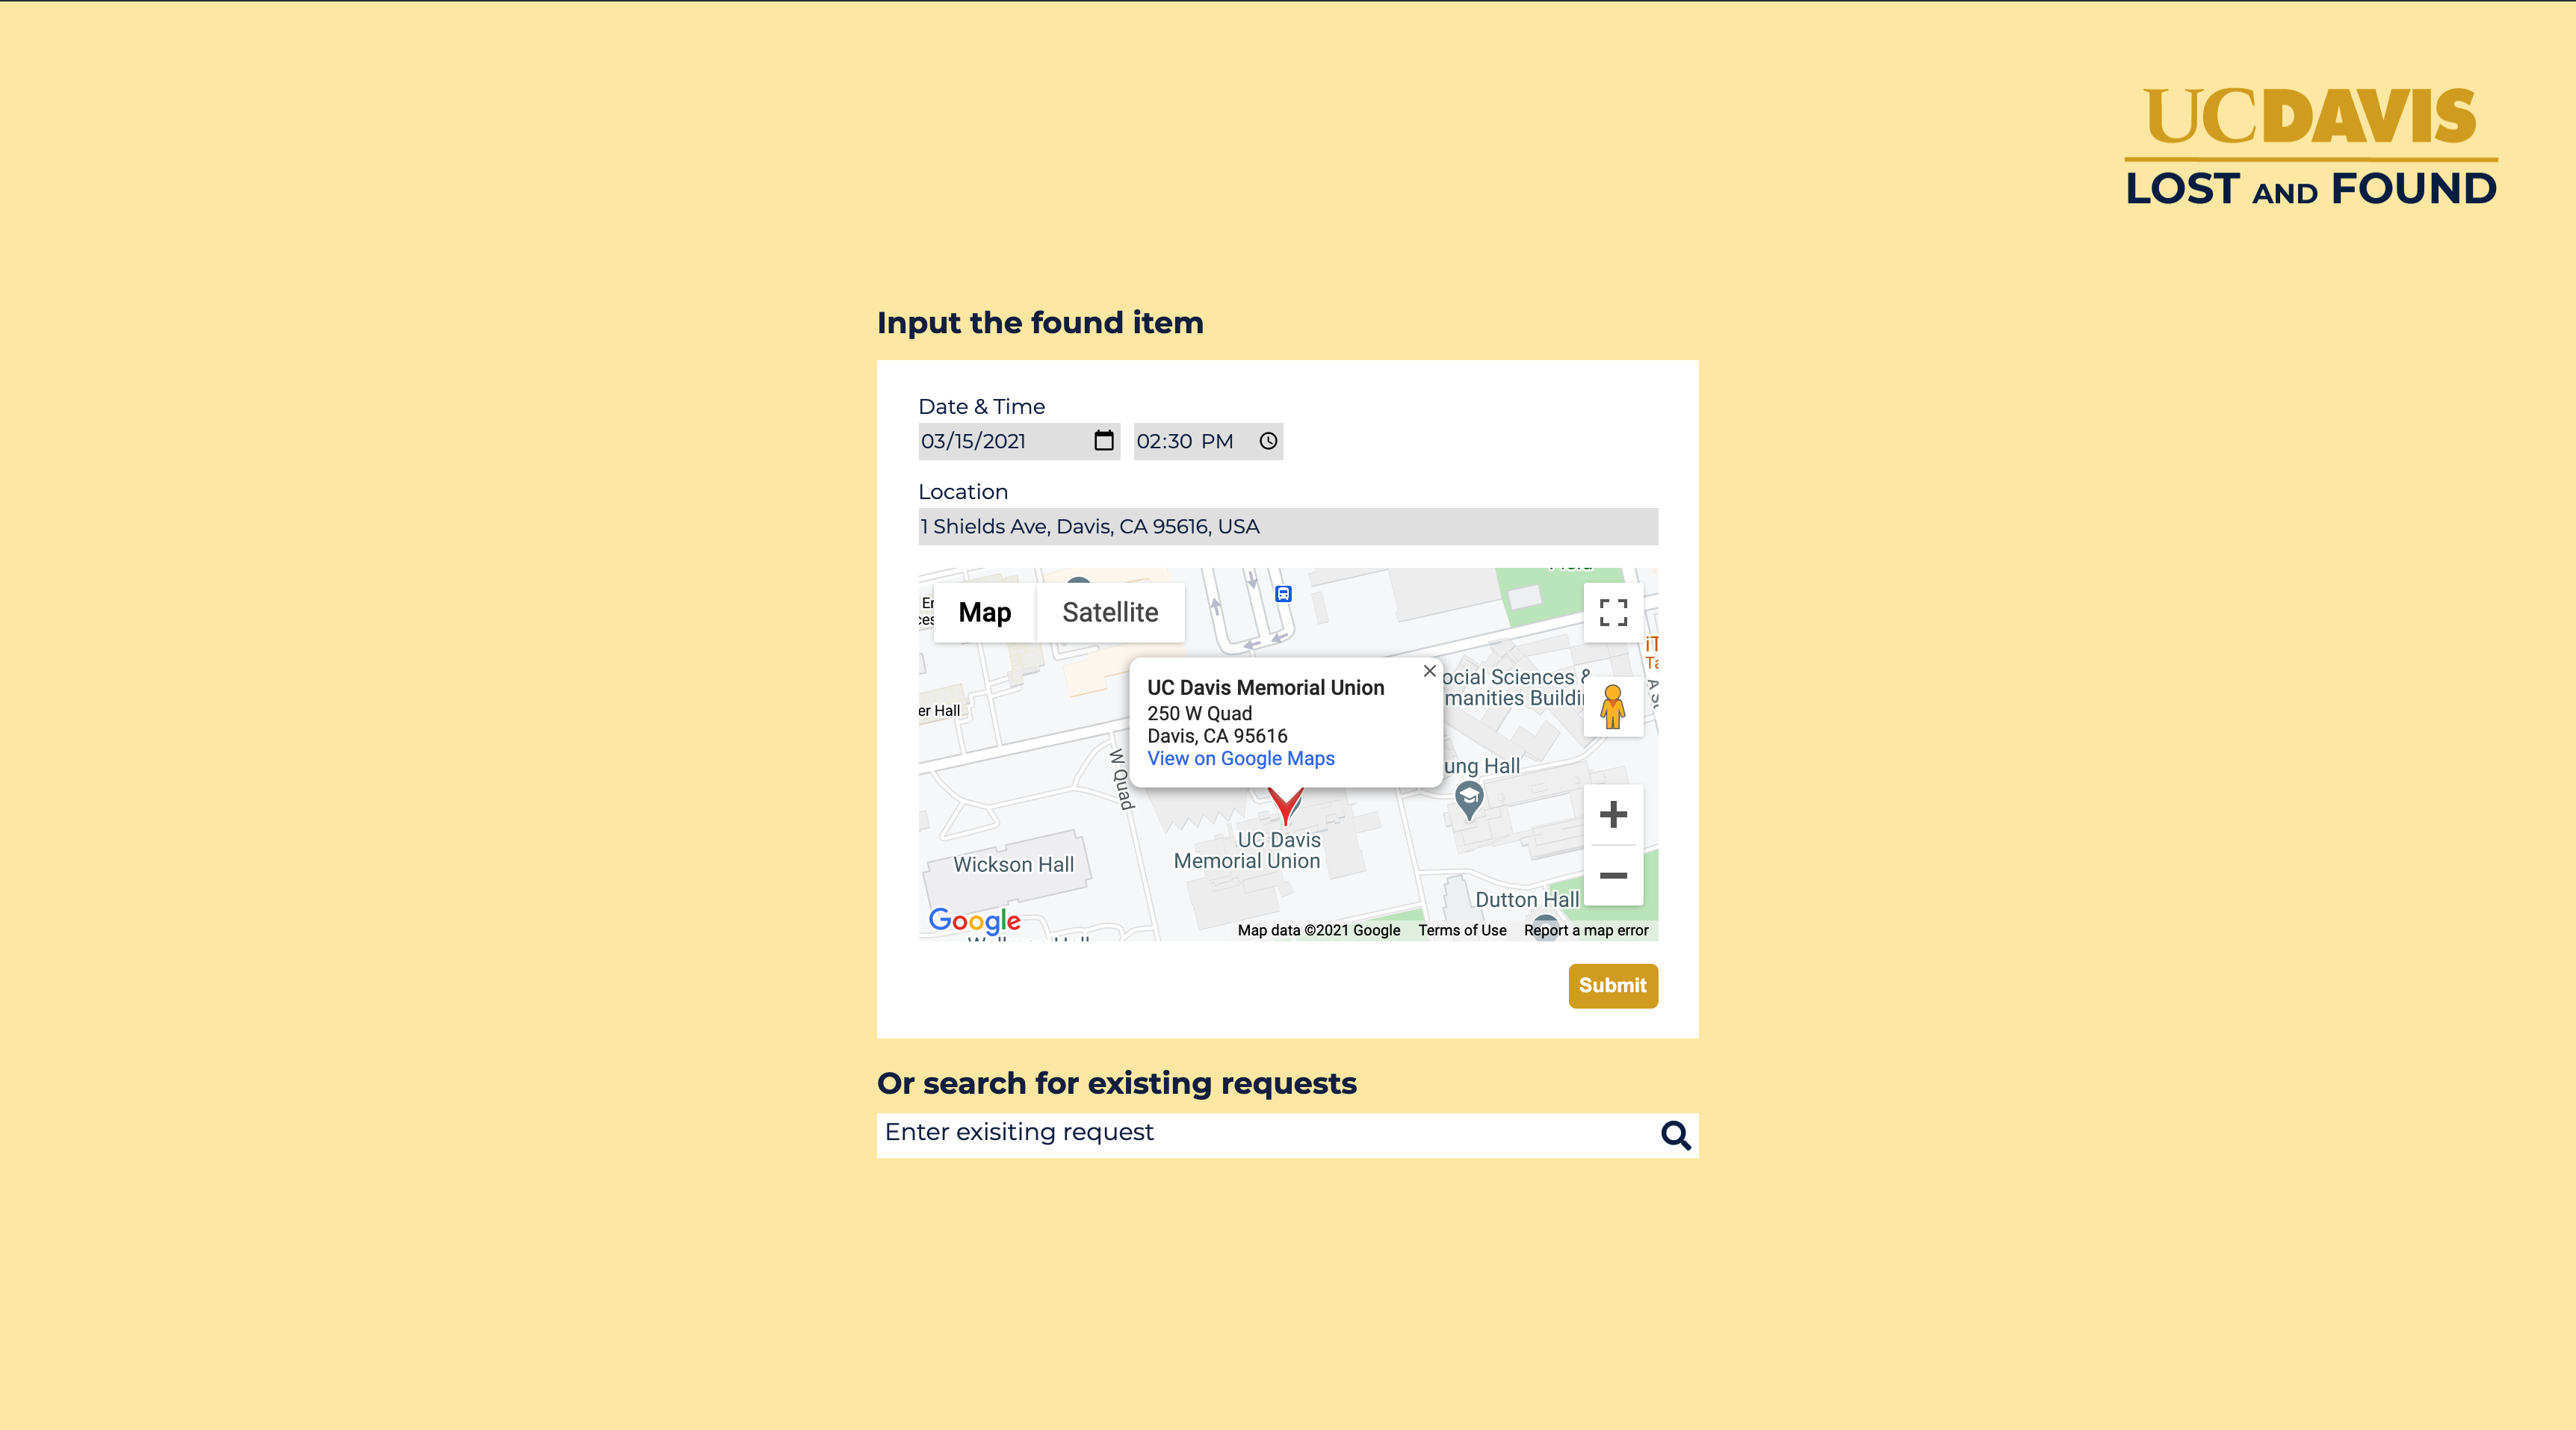 UCDAVIS
LOST AND FOUND
Input the found item
Date & Time
03/15/2021
02:30 PM
Location
1 Shields Ave, Davis, CA 95616, USA
Map
Satellite
er Hall
UC Davis Memorial Union
250 W Quad
Davis, CA 95616
View on Google Maps
ocial Sciences &
manities Buildi
W Quad
ung Hall
UC Davis
Memorial Union
Wickson Hall
Dutton Hall
Google
Map data ©2021 Google
Terms of Use
Report a map error
Submit
Or search for existing requests
Enter exisiting request